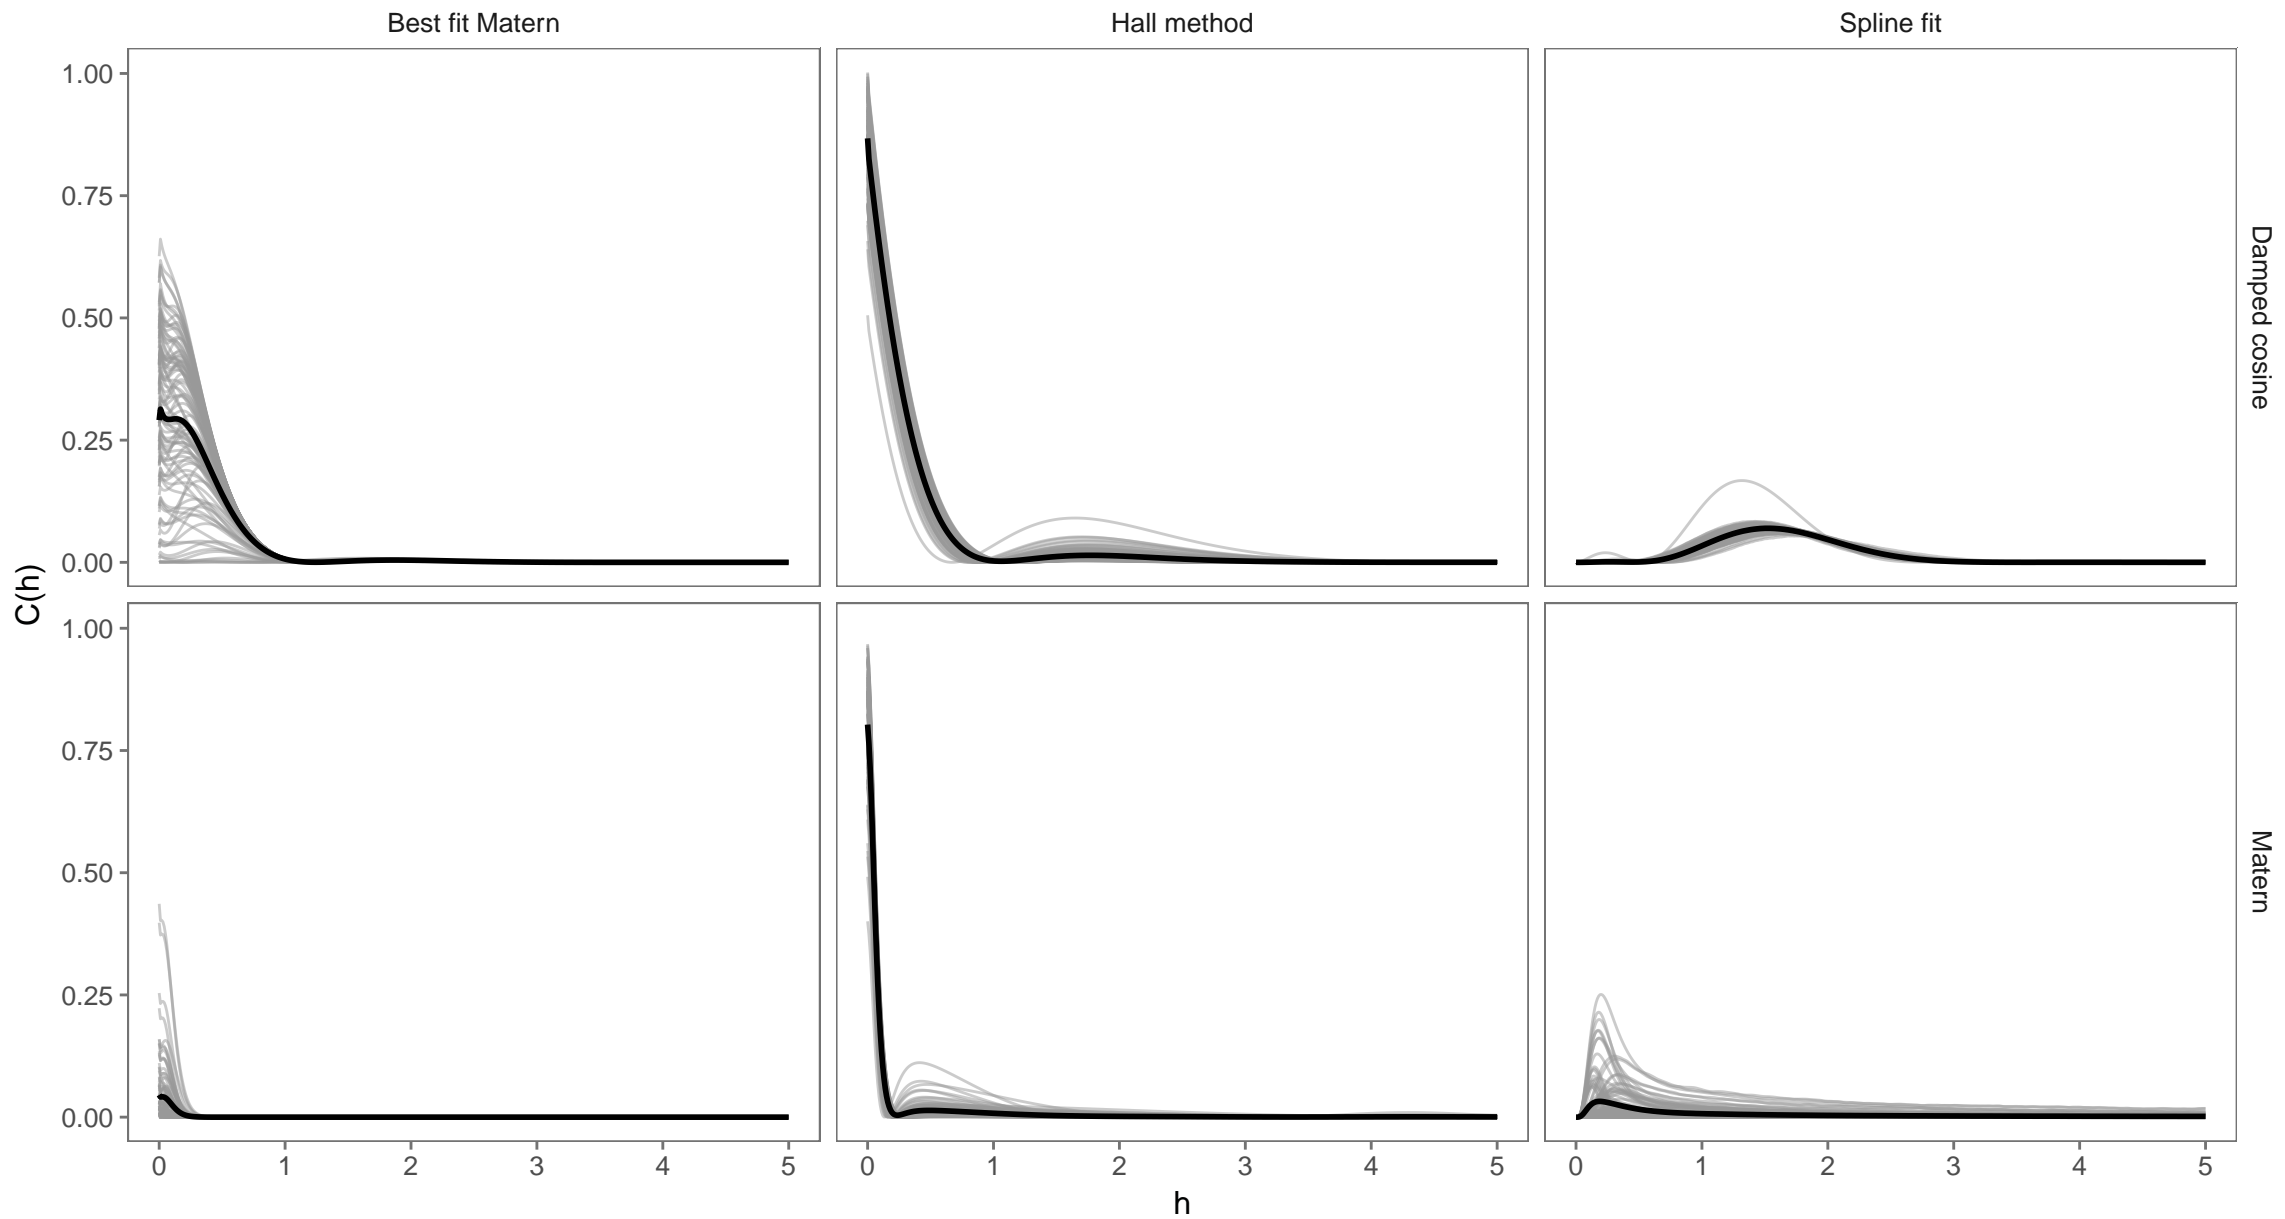 Best fit Matern Hall method Spline fit
1.00
0.75
0.50
0.25
0.00
Damped cosine
C(h)
1.00
0.75
0.50
0.25
0.00
Matern
0 1 2 3 4 5 0 1 2 3 4 5 0 1 2 3 4 5
h